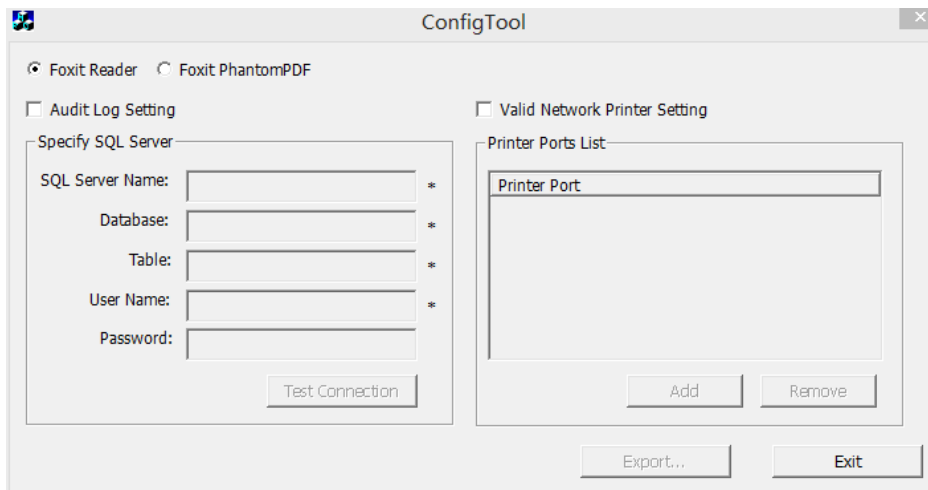 ConfigTool
Foxit Reader Foxit PhantomPDF
Audit Log Setting
Specify SQL Server
SQL Server Name: *
Database: *
Table: *
User Name: *
Password:
Test Connection
Valid Network Printer Setting
Printer Ports List
Printer Port
Add Remove
Export... Exit